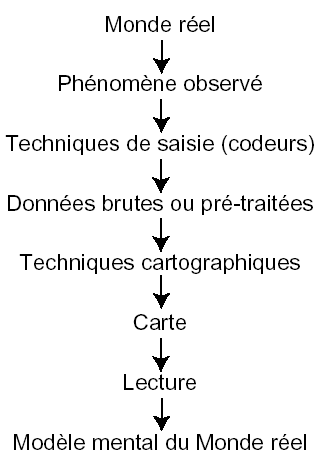 Monde réel
Phénomène observé
Techniques de saisie (codeurs)
Données brutes ou pré-traitées
Techniques cartographiques
Carte
Lecture
Modèle mental du Monde réel